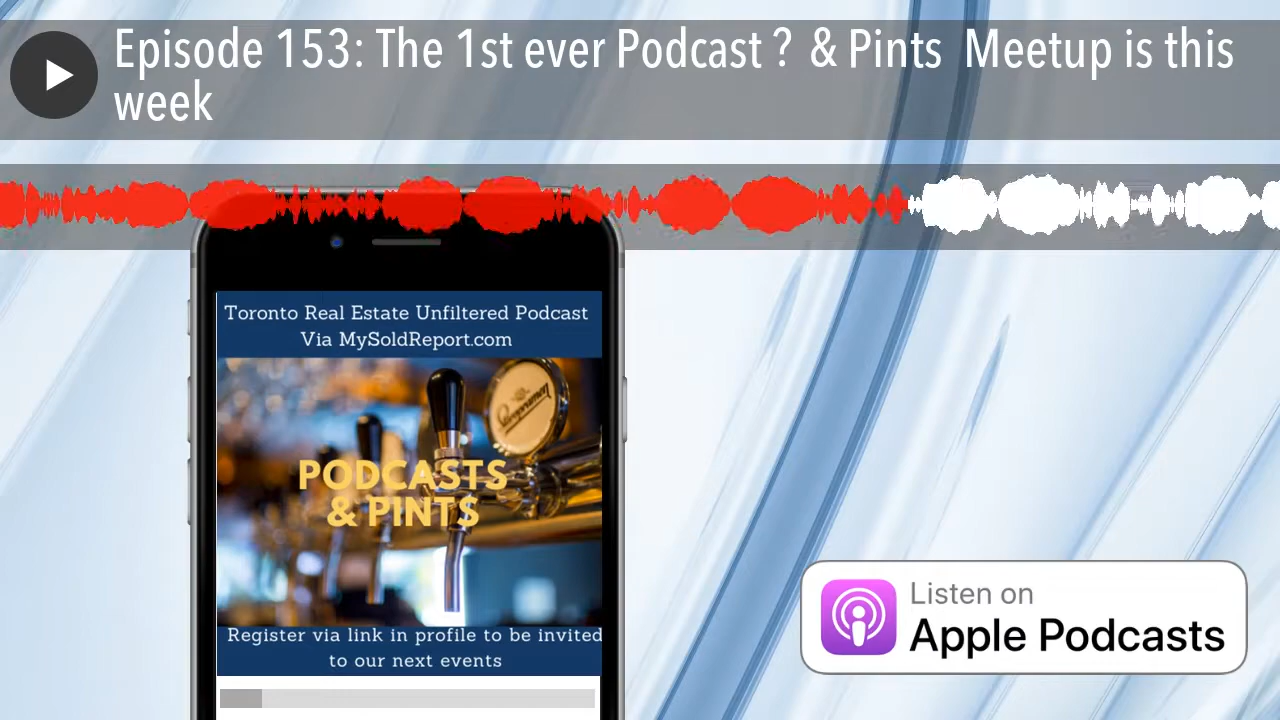 Episode 153: The 1st ever Podcast ? & Pints  Meetup is this
week
Toronto Real Estate Unfiltered Podcast
Via MySoldReport.com
Staropramen
PODCASTS
& PINTS
Register via link in profile to be invited
to our next events
Listen on
Apple Podcasts